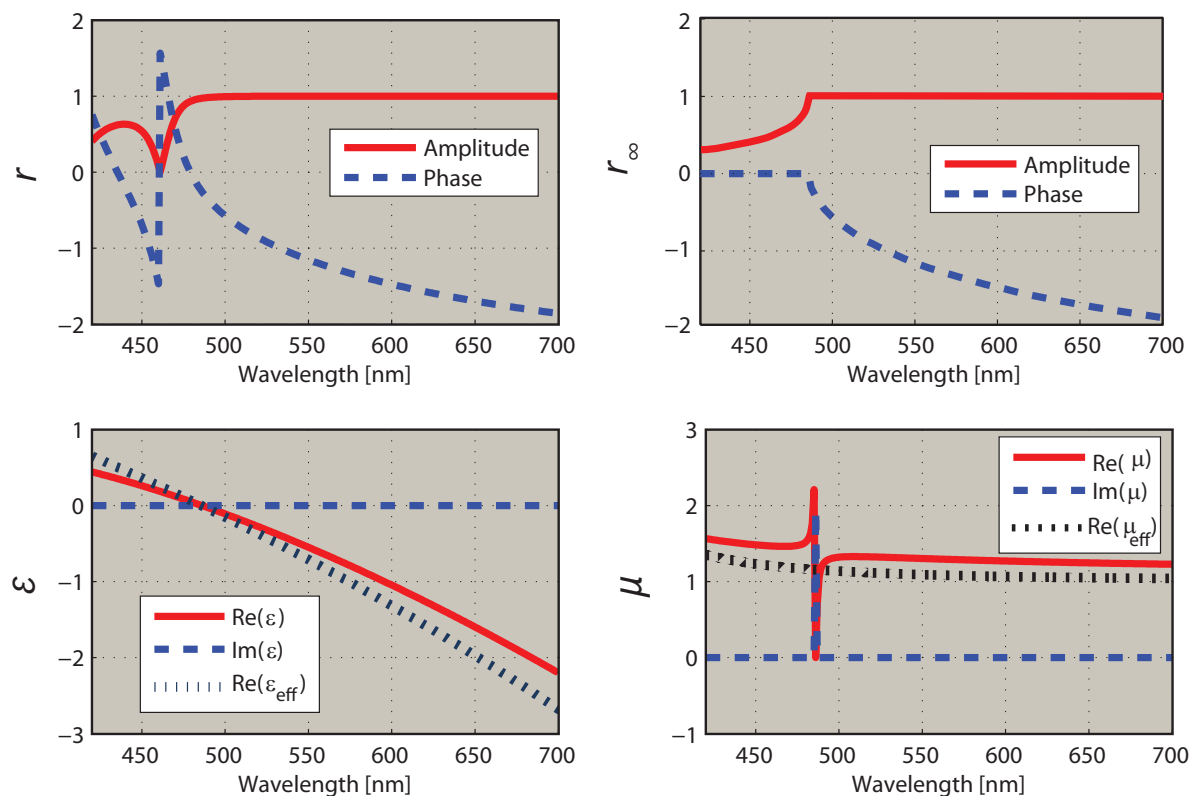 2
1
0
−1
−2
r
Amplitude
Phase
450 500 550 600 650 700
Wavelength [nm]
2
1
0
−1
−2
r∞
Amplitude
Phase
450 500 550 600 650 700
Wavelength [nm]
1
0
−1
−2
−3
ε
Re(ε)
Im(ε)
Re(εeff)
450 500 550 600 650 700
Wavelength [nm]
3
2
1
0
−1
μ
Re( μ)
Im(μ)
Re(μeff)
450 500 550 600 650 700
Wavelength [nm]